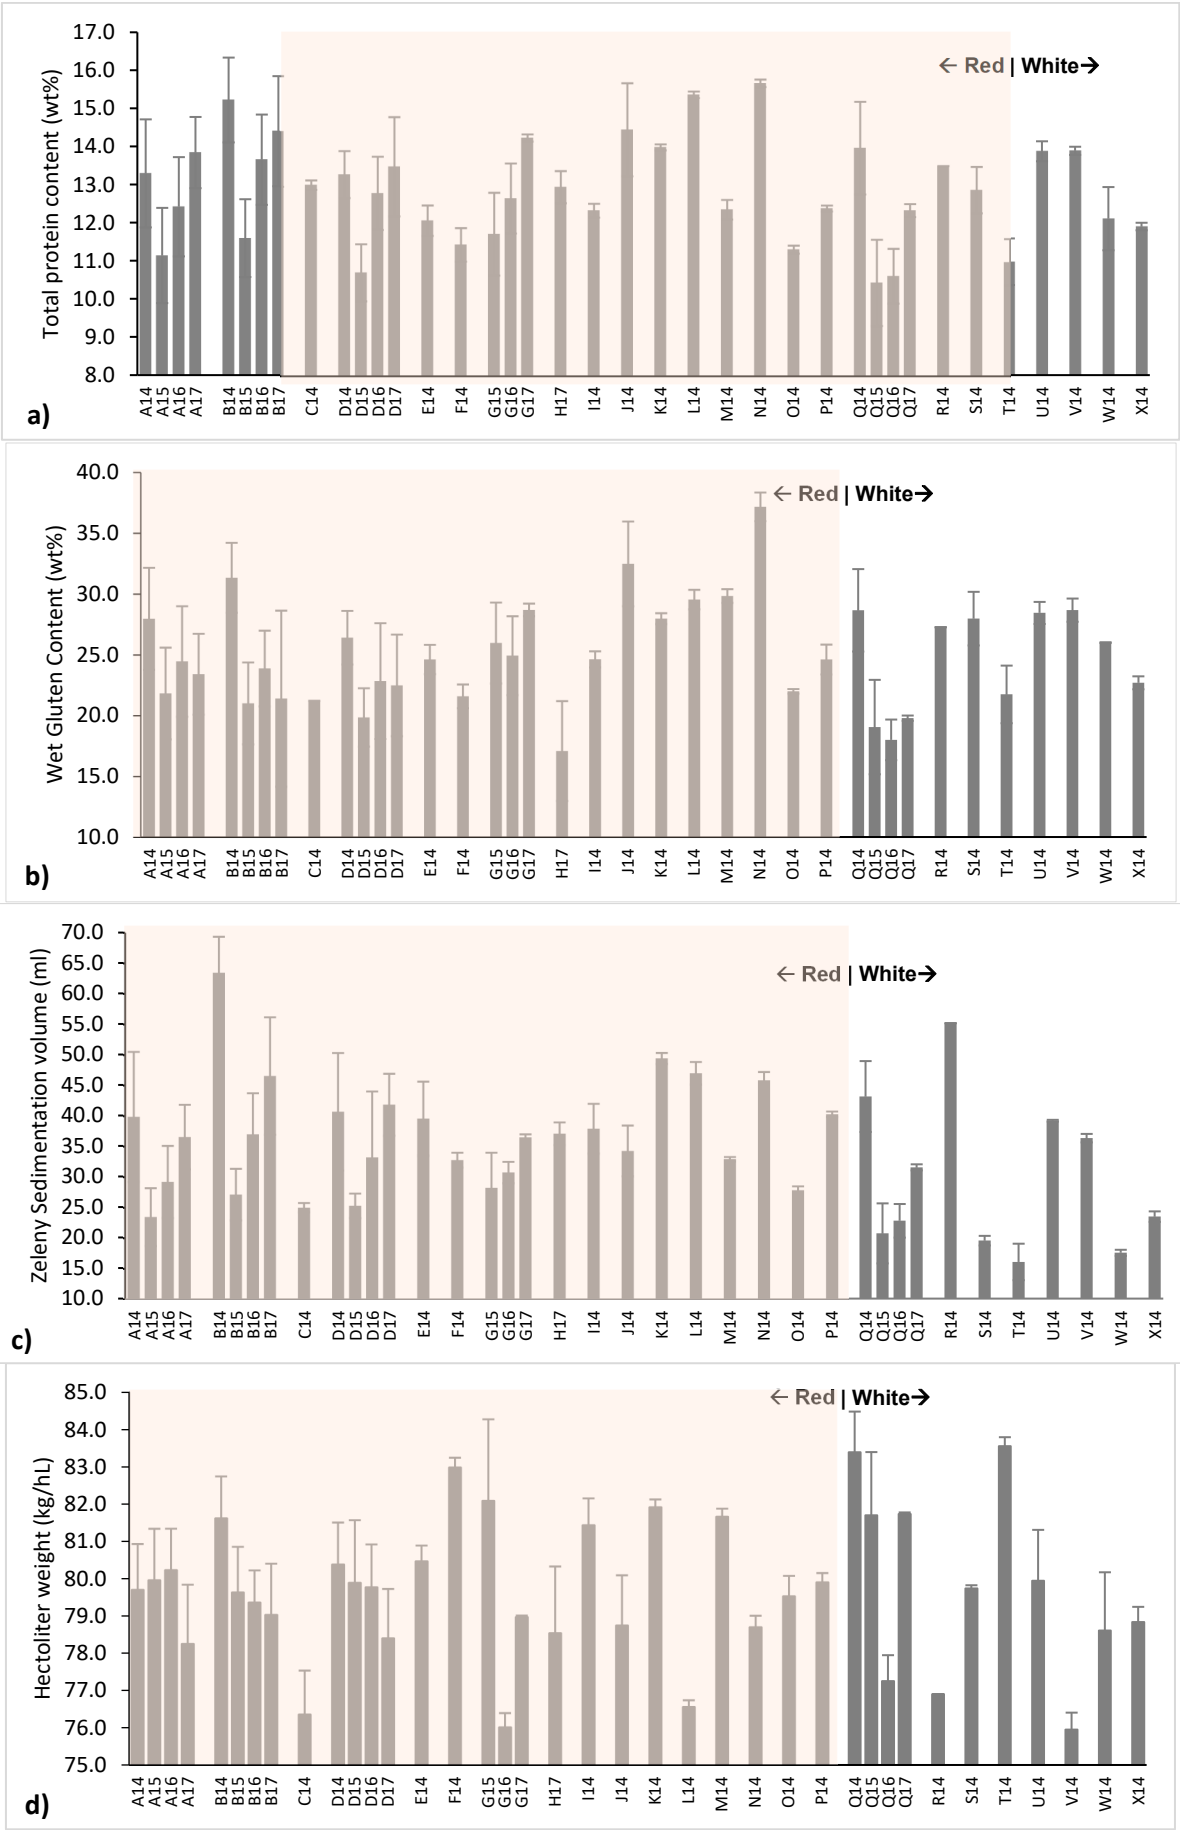 17.0
16.0
15.0
14.0
13.0
12.0
11.0
10.0
9.0
8.0
Total protein content (wt%)
← Red | White→
A14 A15 A16 A17 B14 B15 B16 B17 C14 D14 D15 D16 D17 E14 F14 G15 G16 G17 H17 I14 J14 K14 L14 M14 N14 O14 P14 Q14 Q15 Q16 Q17 R14 S14 T14 U14 V14 W14 X14
a)
40.0
35.0
30.0
25.0
20.0
15.0
10.0
Wet Gluten Content (wt%)
← Red | White→
A14 A15 A16 A17 B14 B15 B16 B17 C14 D14 D15 D16 D17 E14 F14 G15 G16 G17 H17 I14 J14 K14 L14 M14 N14 O14 P14 Q14 Q15 Q16 Q17 R14 S14 T14 U14 V14 W14 X14
b)
70.0
65.0
60.0
55.0
50.0
45.0
40.0
35.0
30.0
25.0
20.0
15.0
10.0
Zeleny Sedimentation volume (ml)
← Red | White→
A14 A15 A16 A17 B14 B15 B16 B17 C14 D14 D15 D16 D17 E14 F14 G15 G16 G17 H17 I14 J14 K14 L14 M14 N14 O14 P14 Q14 Q15 Q16 Q17 R14 S14 T14 U14 V14 W14 X14
c)
85.0
84.0
83.0
82.0
81.0
80.0
79.0
78.0
77.0
76.0
75.0
Hectoliter weight (kg/hL)
← Red | White→
A14 A15 A16 A17 B14 B15 B16 B17 C14 D14 D15 D16 D17 E14 F14 G15 G16 G17 H17 I14 J14 K14 L14 M14 N14 O14 P14 Q14 Q15 Q16 Q17 R14 S14 T14 U14 V14 W14 X14
d)